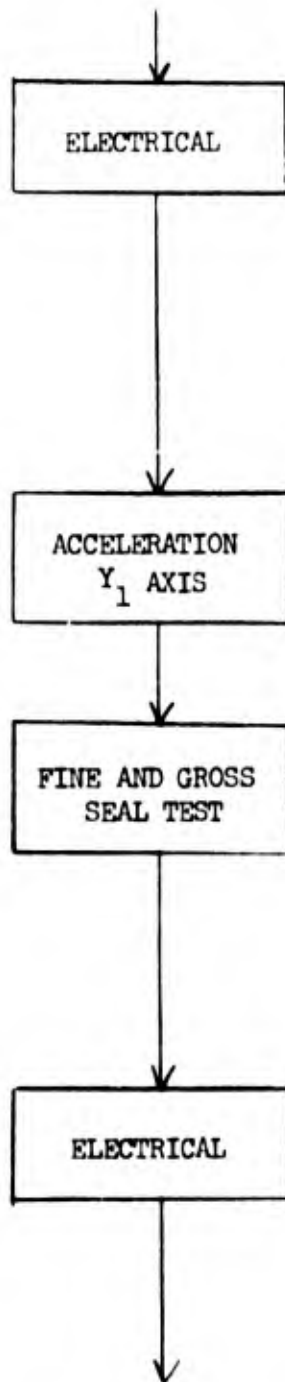 ELECTRICAL
ACCELERATION
Y₁ AXIS
FINE AND GROSS
SEAL TEST
ELECTRICAL